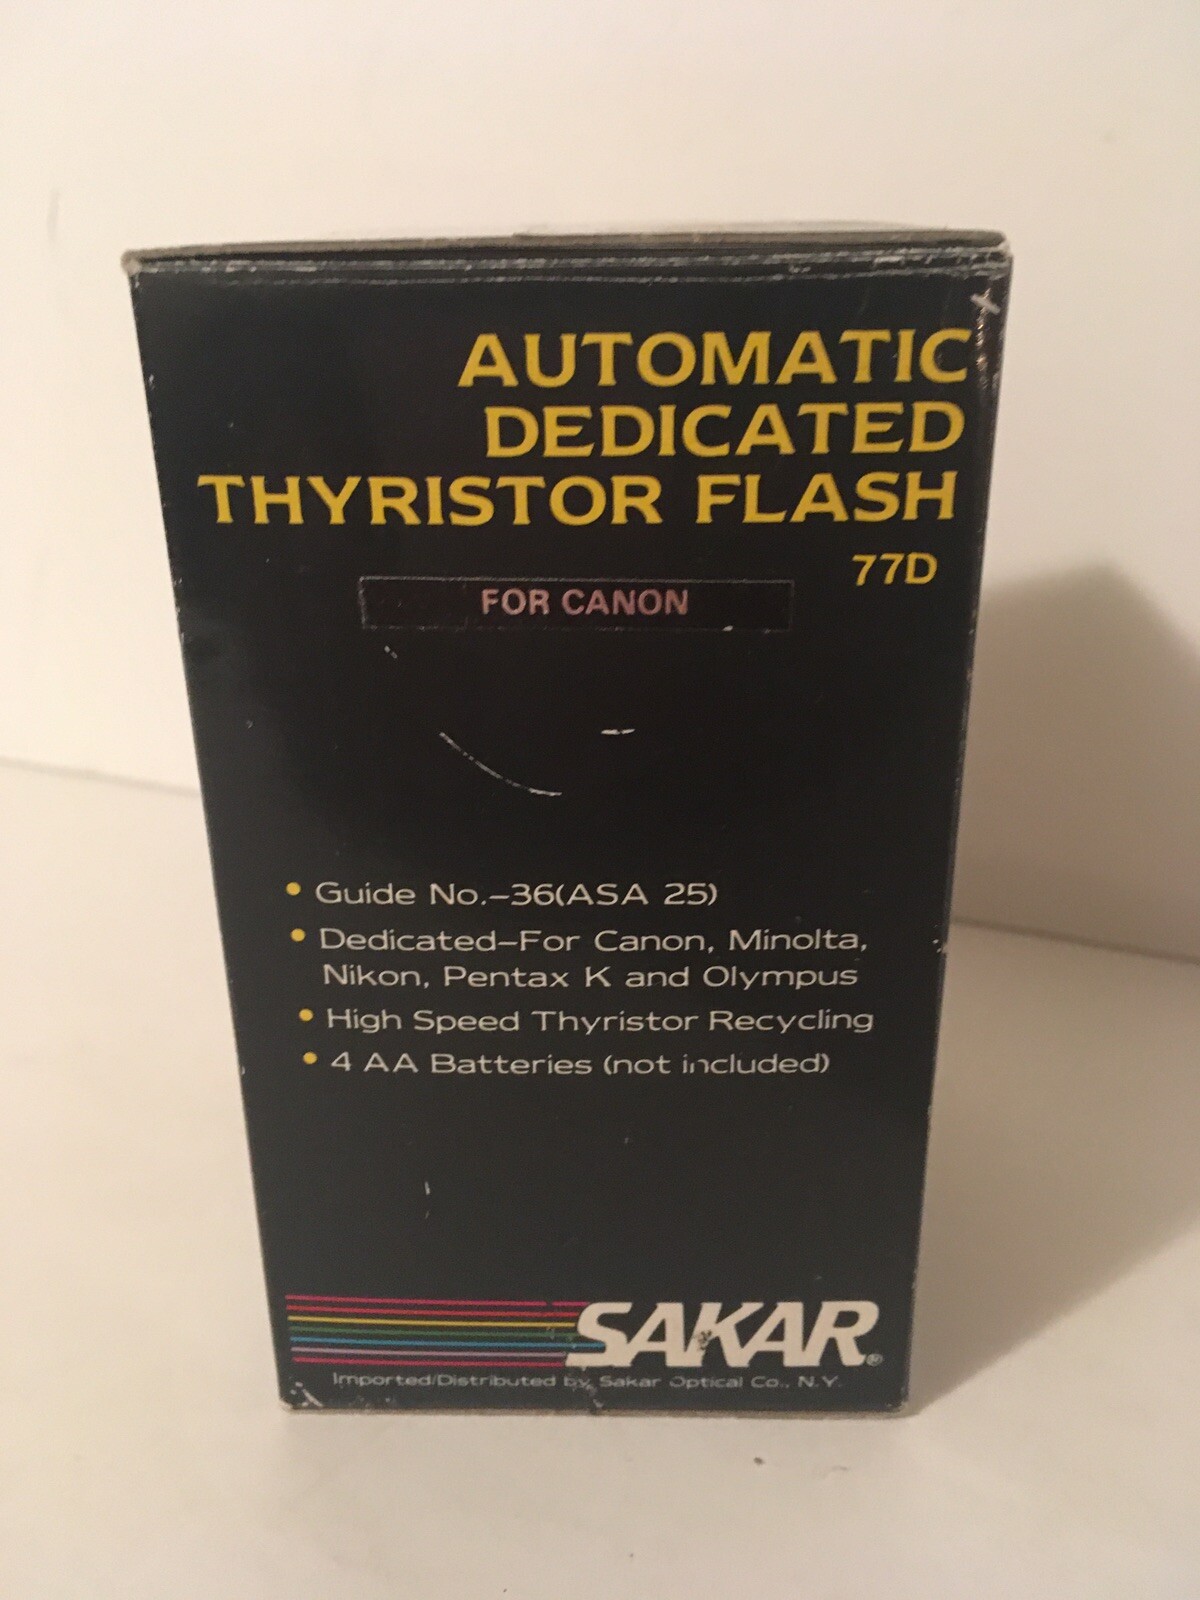 AUTOMATIC
DEDICATED
THYRISTOR FLASH
77D
FOR CANON
• Guide No.-36(ASA 25)
• Dedicated-For Canon, Minolta,
Nikon, Pentax K and Olympus
• High Speed Thyristor Recycling
• 4 AA Batteries (not included)
SAKAR®
Imported/Distributed by Sakar Optical Co., N.Y.